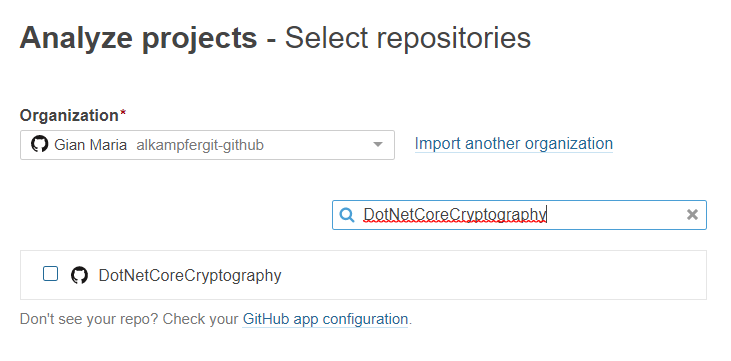 Analyze projects - Select repositories
Organization*
Gian Maria alkampfergit-github
Import another organization
DotNetCoreCryptography
DotNetCoreCryptography
Don't see your repo? Check your GitHub app configuration.